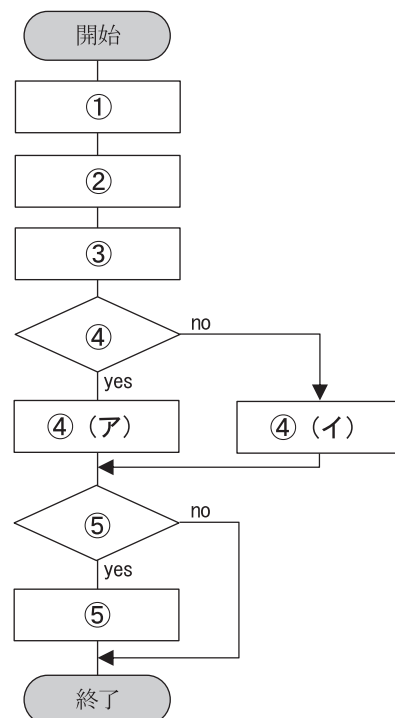 開始
①
②
③
④
no
yes
④（ア）
④（イ）
⑤
no
yes
⑤
終了